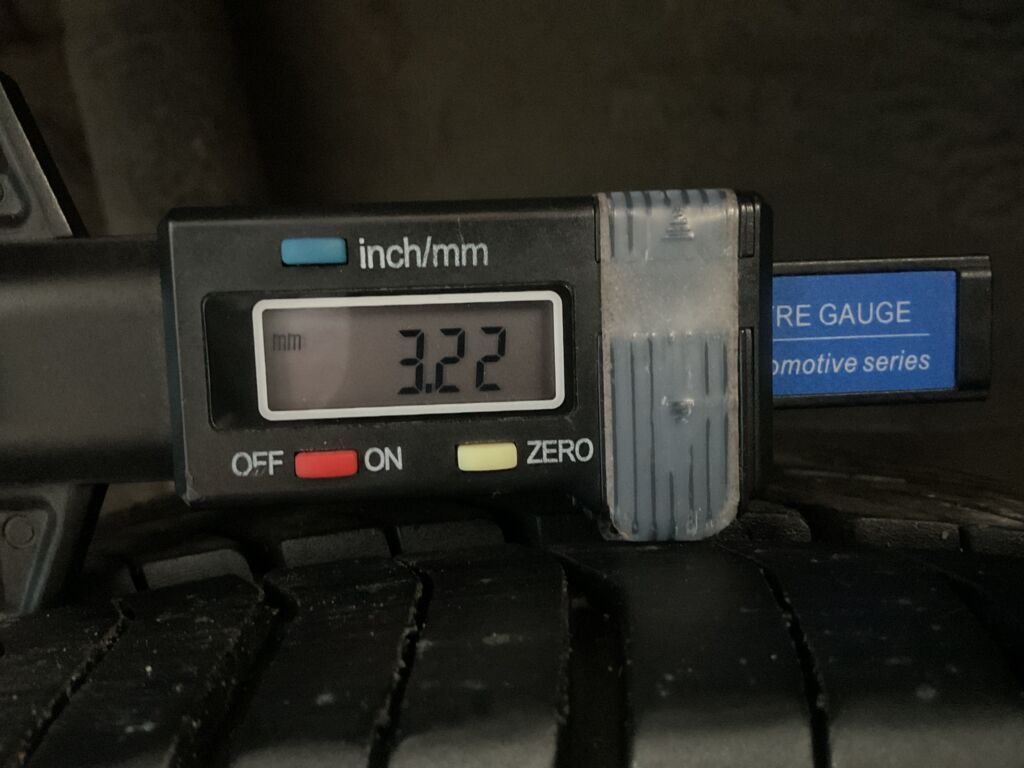 inch/mm
mm 3.22
OFF ON ZERO
RE GAUGE
omotive series